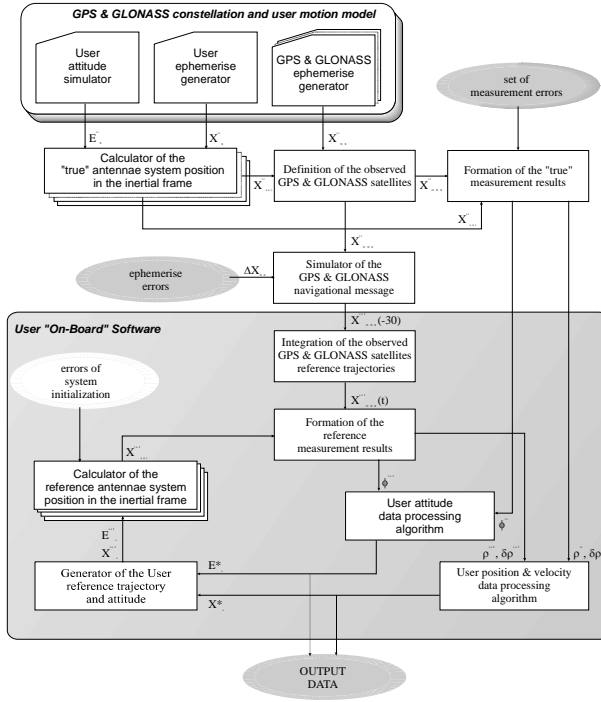 GPS & GLONASS constellation and user motion model
User
attitude
simulator
User
ephemerise
generator
GPS & GLONASS
ephemerise
generator
set of
measurement errors
Calculator of the
"true" antennae system position
in the inertial frame
Definition of the observed
GPS & GLONASS satellites
Formation of the "true"
measurement results
ephemerise
errors
ΔX
Simulator of the
GPS & GLONASS
navigational message
(-30)
User "On-Board" Software
Integration of the observed
GPS & GLONASS satellites
reference trajectories
errors of
system
initialization
(t)
Formation of the
reference
measurement results
Calculator of the
reference antennae system
position in the inertial frame
User attitude
data processing
algorithm
Generator of the User
reference trajectory
and attitude
E*
X*
User position & velocity
data processing
algorithm
OUTPUT
DATA